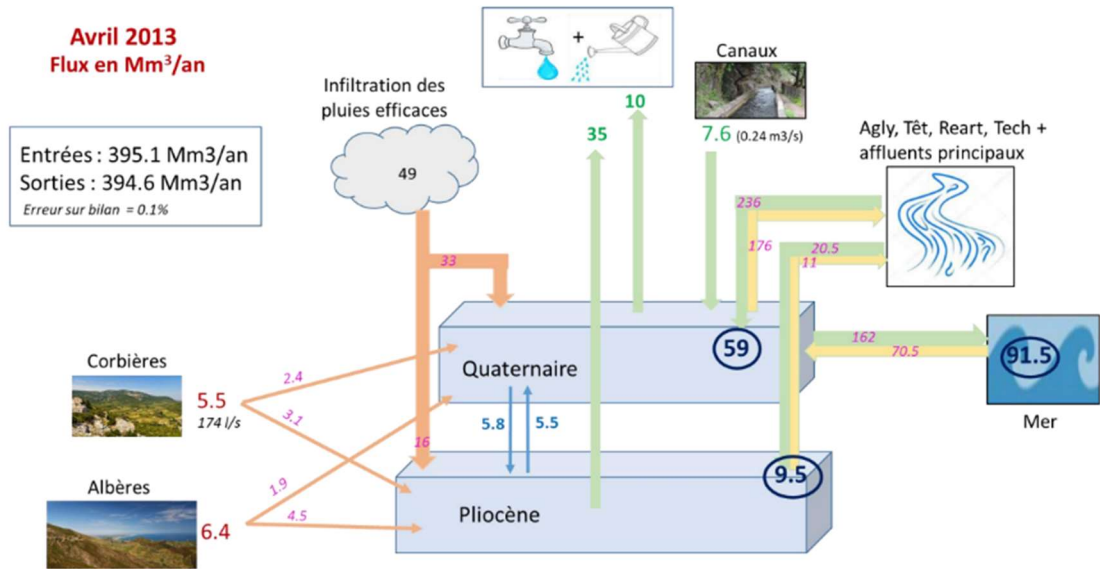 Avril 2013
Flux en Mm³/an
Entrées : 395.1 Mm3/an
Sorties : 394.6 Mm3/an
Erreur sur bilan = 0.1%
Infiltration des
pluies efficaces
49
+
Canaux
10
35
7.6 (0.24 m3/s)
Agly, Têt, Reart, Tech +
affluents principaux
236
176
20.5
11
33
59
162
70.5
91.5
Mer
Quaternaire
Corbières
5.5
174 l/s
2.4
3.1
5.8
5.5
16
9.5
Albères
6.4
1.9
4.5
Pliocène